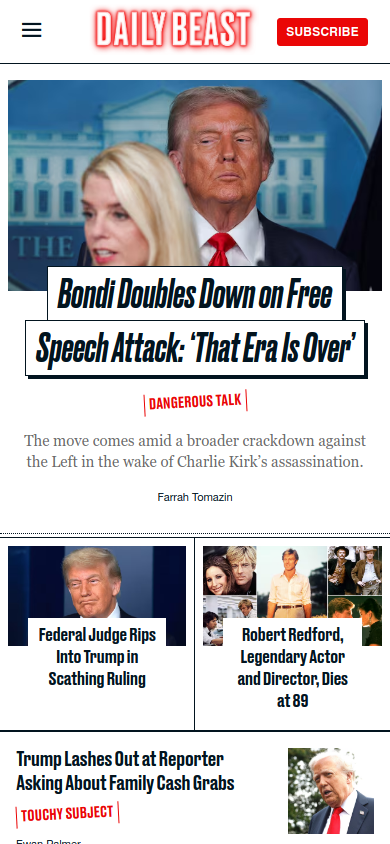 DAILY BEAST
SUBSCRIBE
THE
Bondi Doubles Down on Free
Speech Attack: ‘That Era Is Over’
DANGEROUS TALK
The move comes amid a broader crackdown against
the Left in the wake of Charlie Kirk’s assassination.
Farrah Tomazin
Federal Judge Rips
Into Trump in
Scathing Ruling
Robert Redford,
Legendary Actor
and Director, Dies
at 89
Trump Lashes Out at Reporter
Asking About Family Cash Grabs
TOUCHY SUBJECT
Ewan Palmer